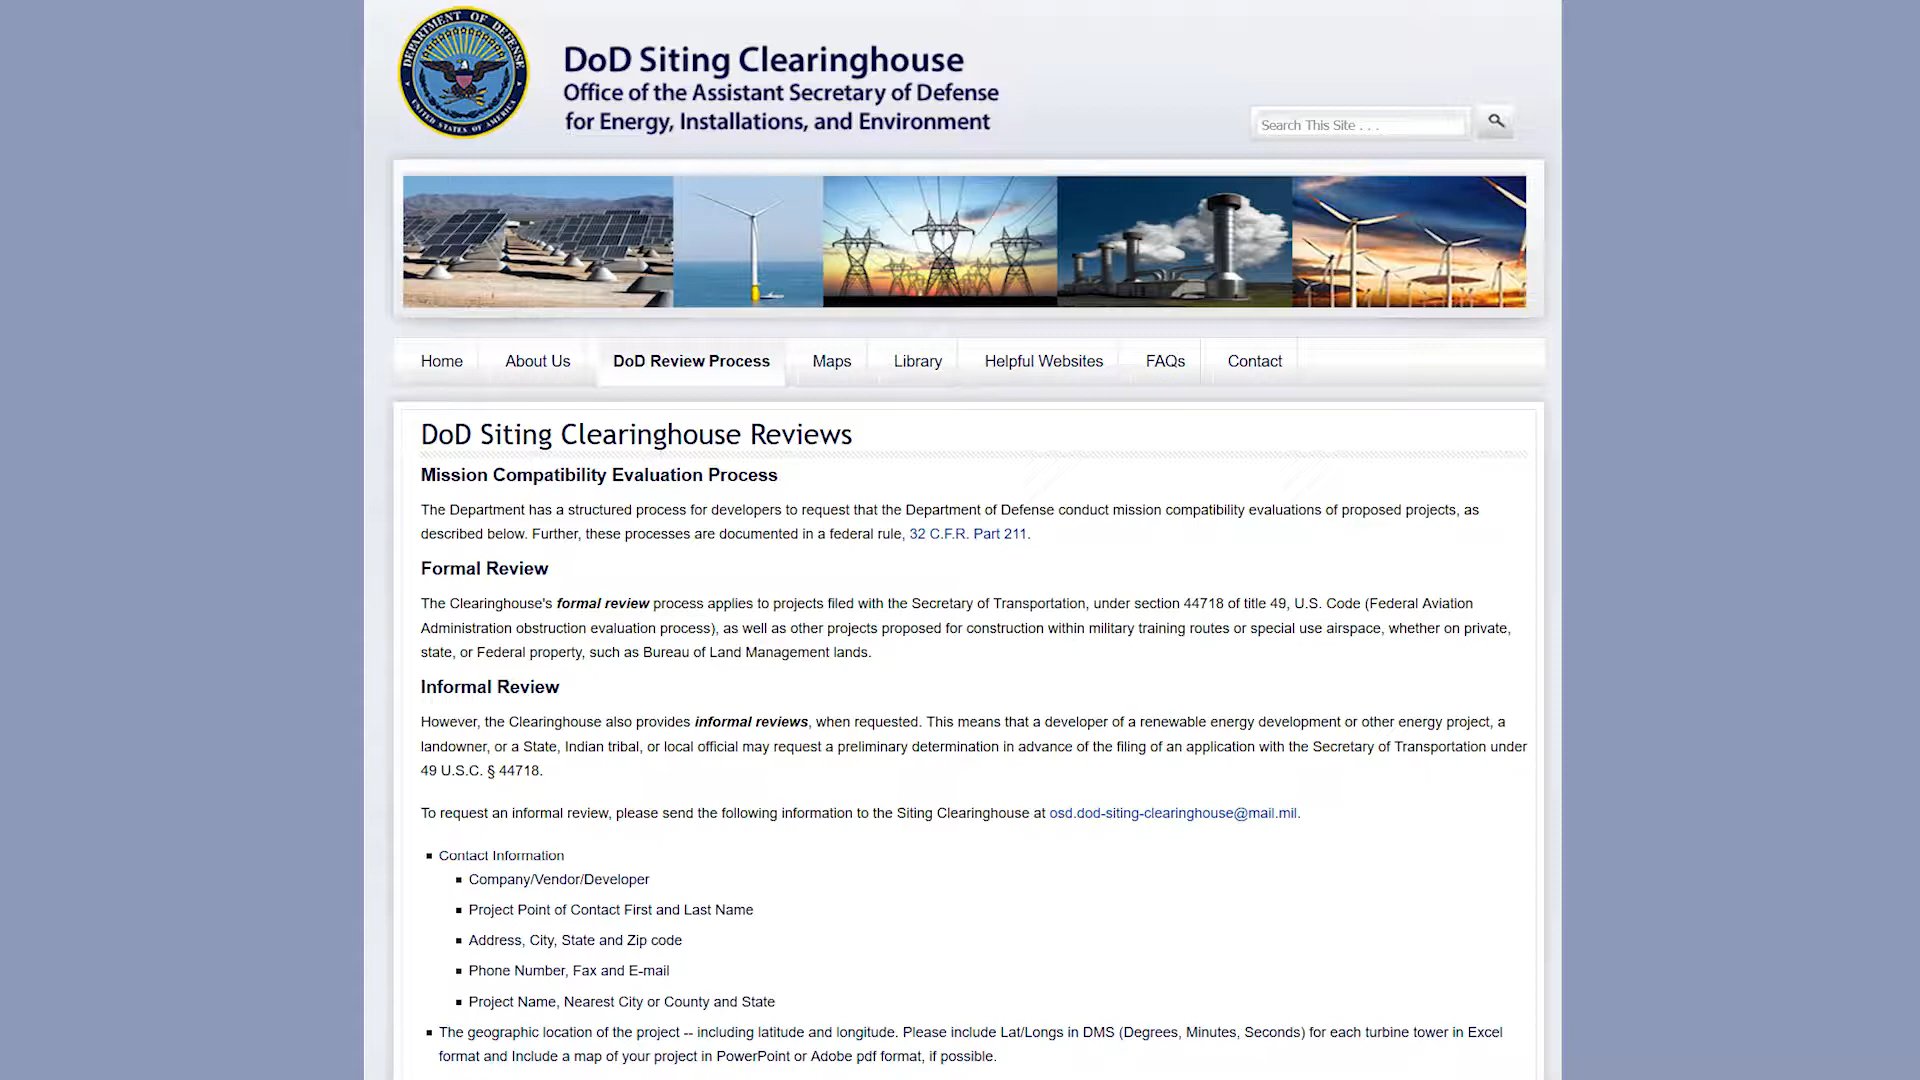 DEPARTMENT OF DEFENSE
UNITED STATES OF AMERICA
DoD Siting Clearinghouse
Office of the Assistant Secretary of Defense
for Energy, Installations, and Environment
Search This Site . . .
Home About Us DoD Review Process Maps Library Helpful Websites FAQs Contact
DoD Siting Clearinghouse Reviews
Mission Compatibility Evaluation Process
The Department has a structured process for developers to request that the Department of Defense conduct mission compatibility evaluations of proposed projects, as
described below. Further, these processes are documented in a federal rule, 32 C.F.R. Part 211.
Formal Review
The Clearinghouse's formal review process applies to projects filed with the Secretary of Transportation, under section 44718 of title 49, U.S. Code (Federal Aviation
Administration obstruction evaluation process), as well as other projects proposed for construction within military training routes or special use airspace, whether on private,
state, or Federal property, such as Bureau of Land Management lands.
Informal Review
However, the Clearinghouse also provides informal reviews, when requested. This means that a developer of a renewable energy development or other energy project, a
landowner, or a State, Indian tribal, or local official may request a preliminary determination in advance of the filing of an application with the Secretary of Transportation under
49 U.S.C. § 44718.
To request an informal review, please send the following information to the Siting Clearinghouse at osd.dod-siting-clearinghouse@mail.mil.
Contact Information
Company/Vendor/Developer
Project Point of Contact First and Last Name
Address, City, State and Zip code
Phone Number, Fax and E-mail
Project Name, Nearest City or County and State
The geographic location of the project -- including latitude and longitude. Please include Lat/Longs in DMS (Degrees, Minutes, Seconds) for each turbine tower in Excel
format and Include a map of your project in PowerPoint or Adobe pdf format, if possible.